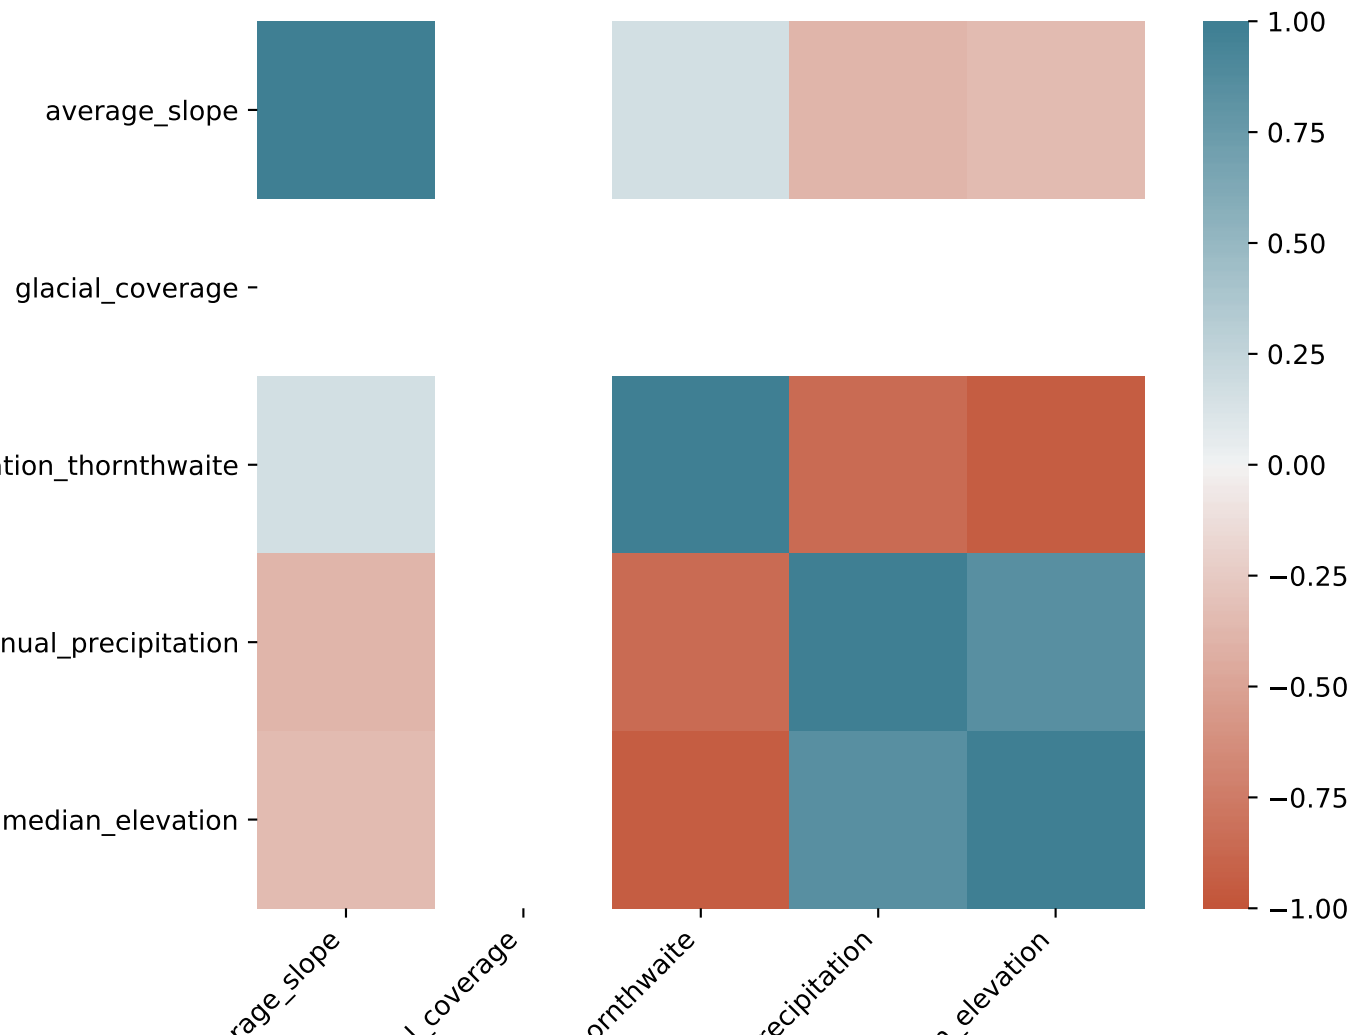 average_slope
glacial_coverage
tion_thornthwaite
nual_precipitation
median_elevation
rage_slope
l_coverage
ornthwaite
recipitation
n_elevation
1.00
0.75
0.50
0.25
0.00
−0.25
−0.50
−0.75
−1.00